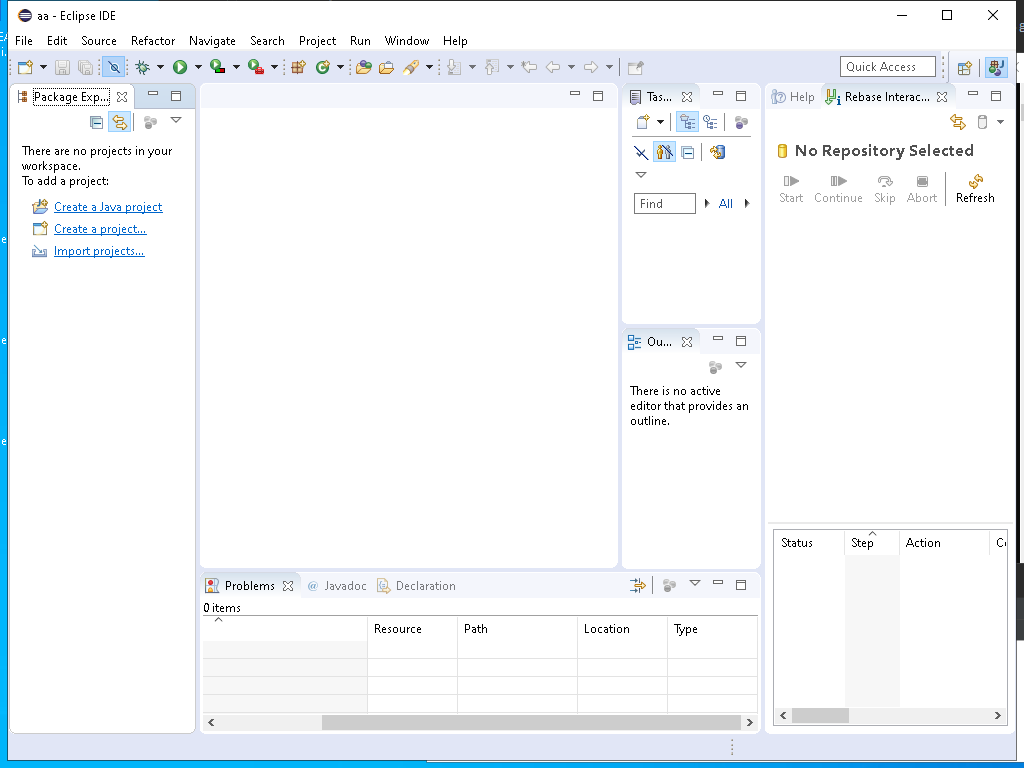 aa - Eclipse IDE
File Edit Source Refactor Navigate Search Project Run Window Help
Quick Access
Package Exp...
There are no projects in your
workspace.
To add a project:
Create a Java project
Create a project...
Import projects...
Tas...
Find
All
Ou...
There is no active
editor that provides an
outline.
Help
Rebase Interac...
No Repository Selected
Start Continue Skip Abort Refresh
Status Step Action
Problems
@ Javadoc
Declaration
0 items
Resource Path Location Type